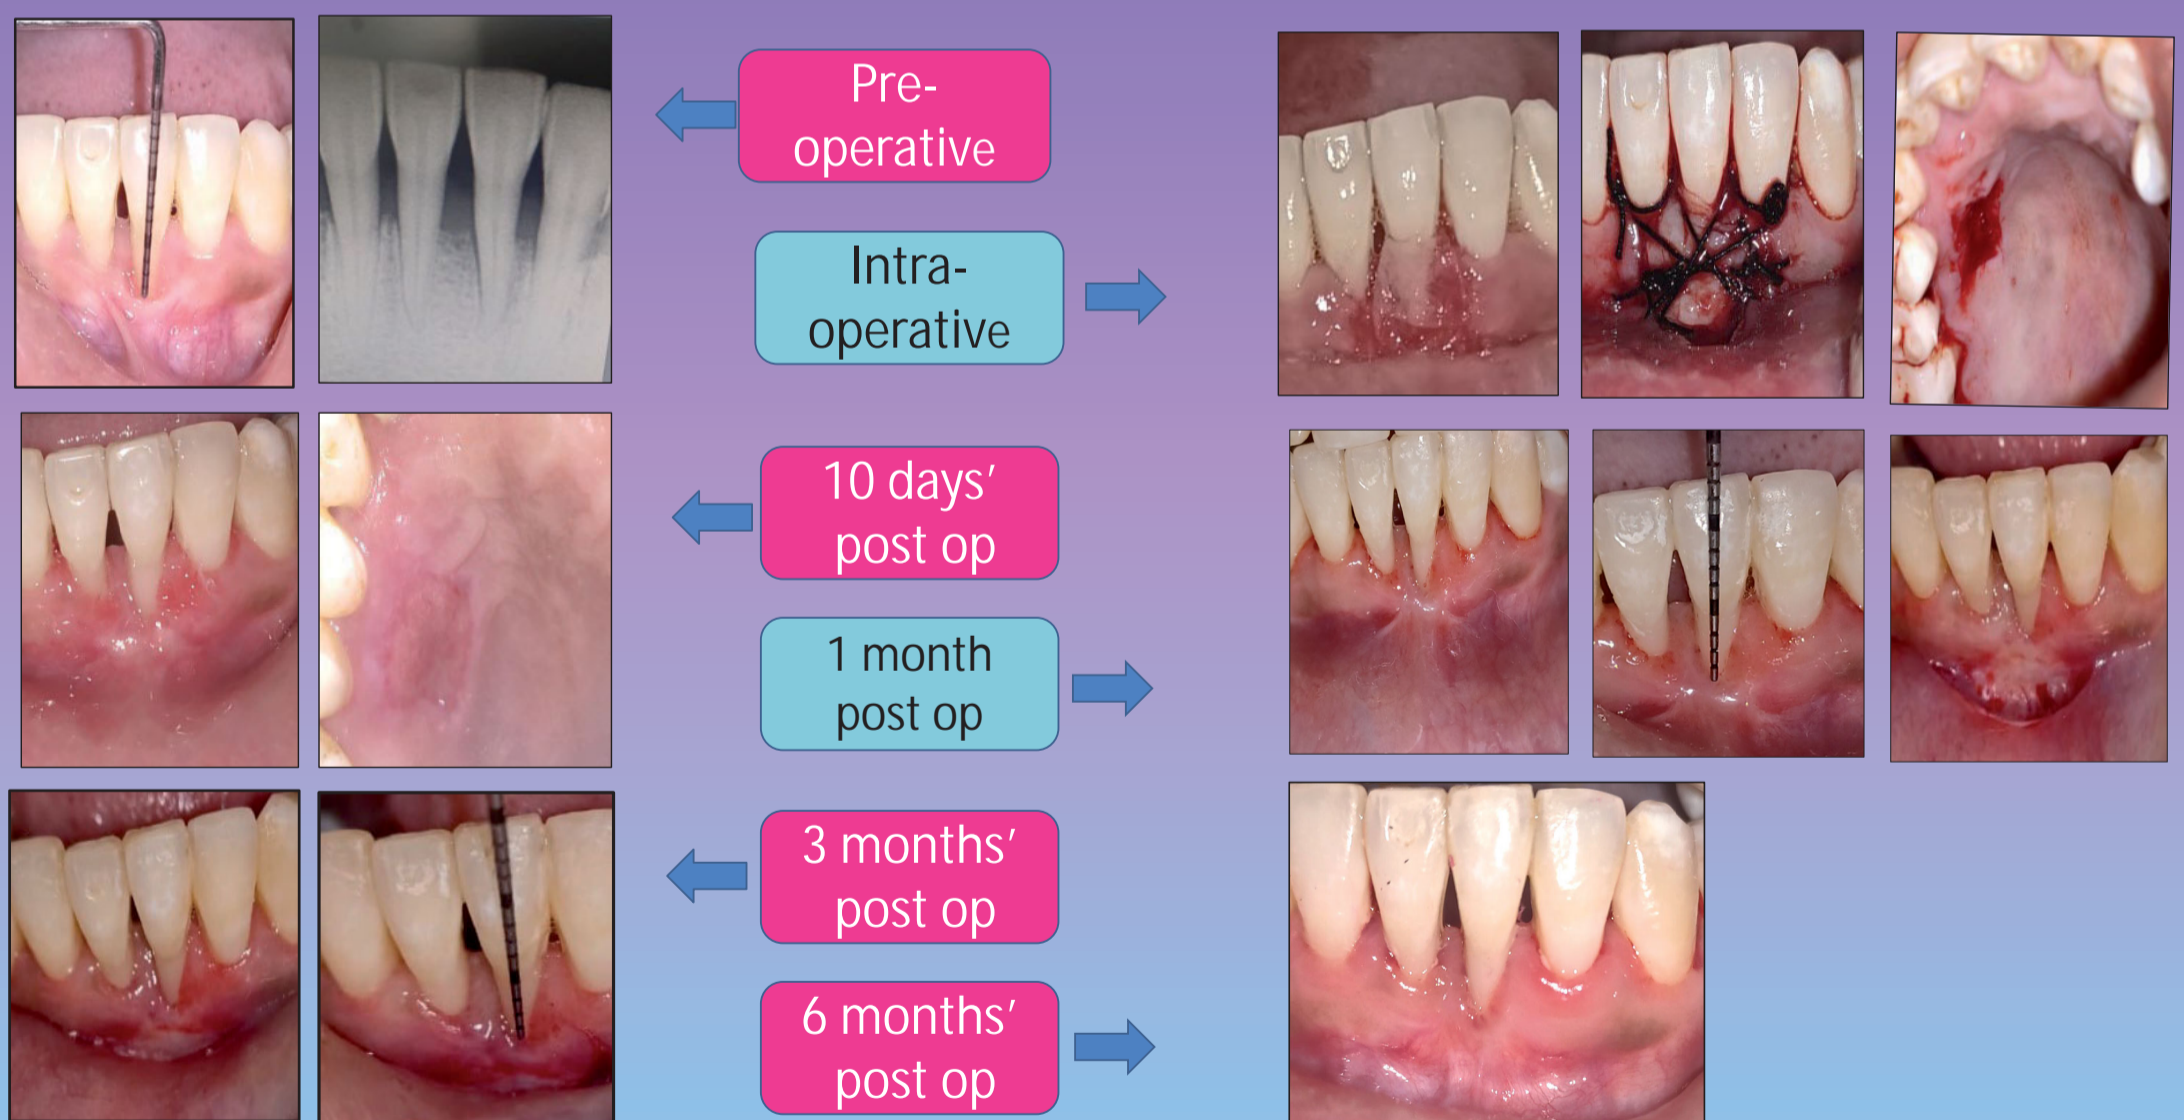 Pre-
operative
Intra-
operative
10 days'
post op
1 month
post op
3 months'
post op
6 months'
post op